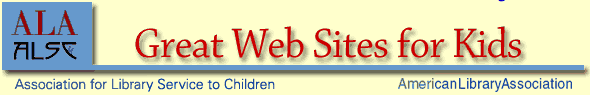 ALA
ALSC
Great Web Sites for Kids
Association for Library Service to Children
AmericanLibraryAssociation